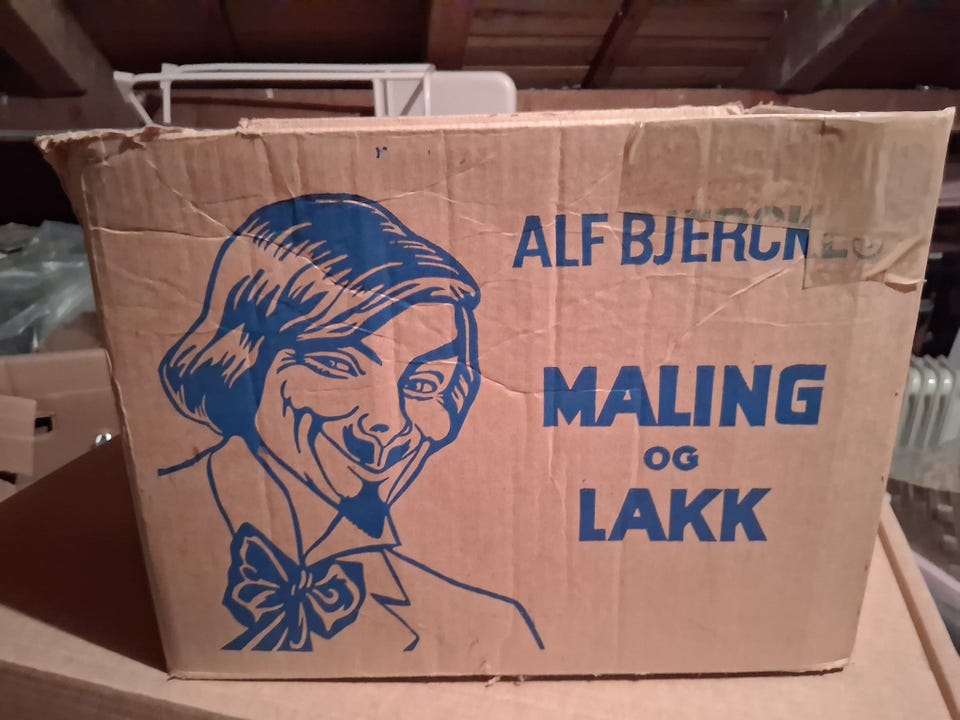 ALF BJERCKES
MALING
OG
LAKK